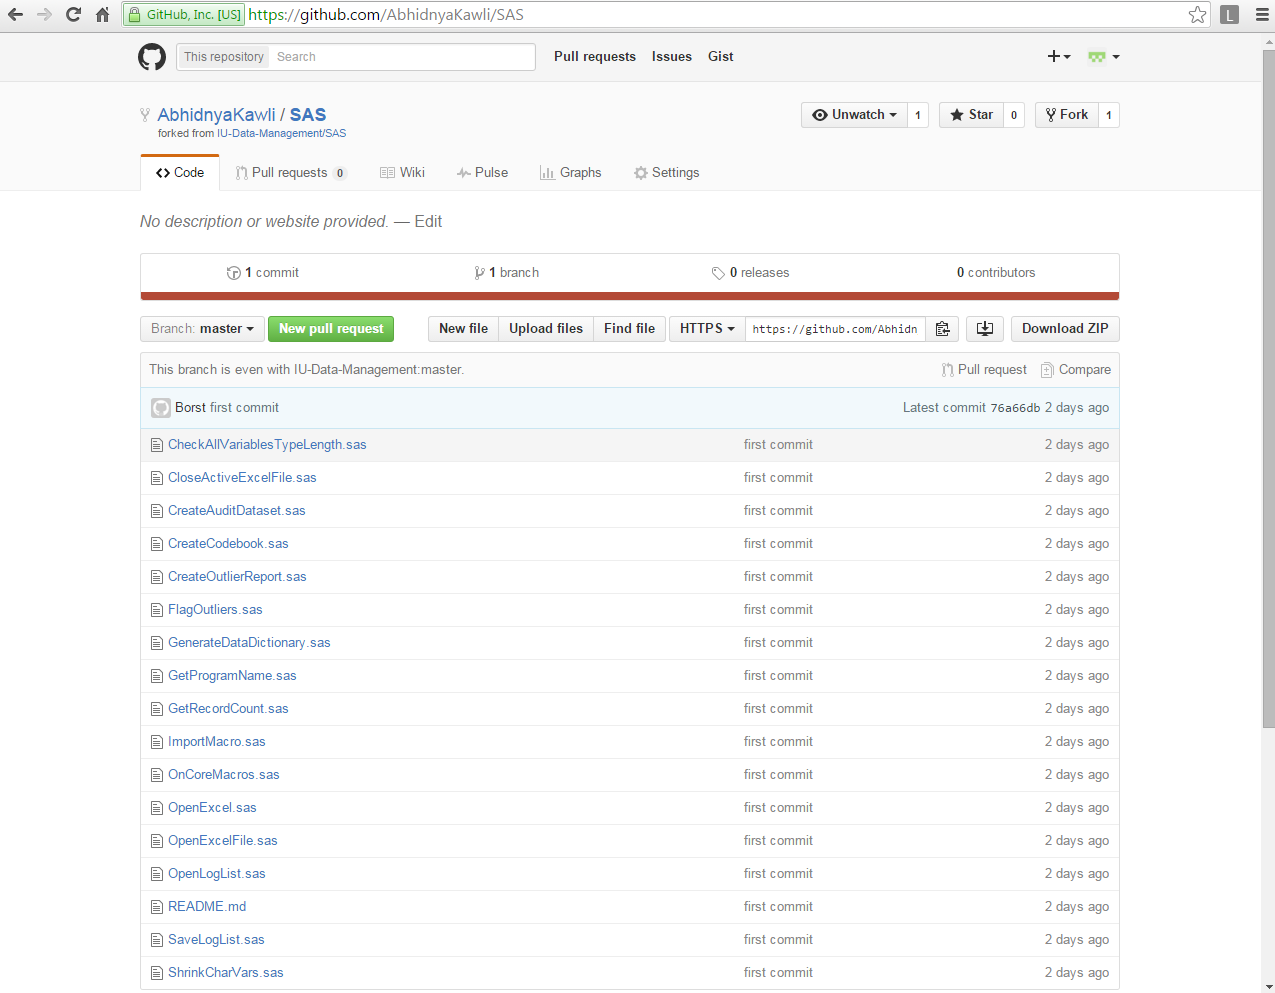 GitHub, Inc. [US] https://github.com/AbhidnyaKawli/SAS L
This repository Search Pull requests Issues Gist
AbhidnyaKawli / SAS Unwatch 1 Star 0 Fork 1
forked from IU-Data-Management/SAS
Code Pull requests 0 Wiki Pulse Graphs Settings
No description or website provided. — Edit
1 commit 1 branch 0 releases 0 contributors
Branch: master New pull request New file Upload files Find file HTTPS https://github.com/Abhidn Download ZIP
This branch is even with IU-Data-Management:master. Pull request Compare
Borst first commit Latest commit 76a66db 2 days ago
CheckAllVariablesTypeLength.sas first commit 2 days ago
CloseActiveExcelFile.sas first commit 2 days ago
CreateAuditDataset.sas first commit 2 days ago
CreateCodebook.sas first commit 2 days ago
CreateOutlierReport.sas first commit 2 days ago
FlagOutliers.sas first commit 2 days ago
GenerateDataDictionary.sas first commit 2 days ago
GetProgramName.sas first commit 2 days ago
GetRecordCount.sas first commit 2 days ago
ImportMacro.sas first commit 2 days ago
OnCoreMacros.sas first commit 2 days ago
OpenExcel.sas first commit 2 days ago
OpenExcelFile.sas first commit 2 days ago
OpenLogList.sas first commit 2 days ago
README.md first commit 2 days ago
SaveLogList.sas first commit 2 days ago
ShrinkCharVars.sas first commit 2 days ago